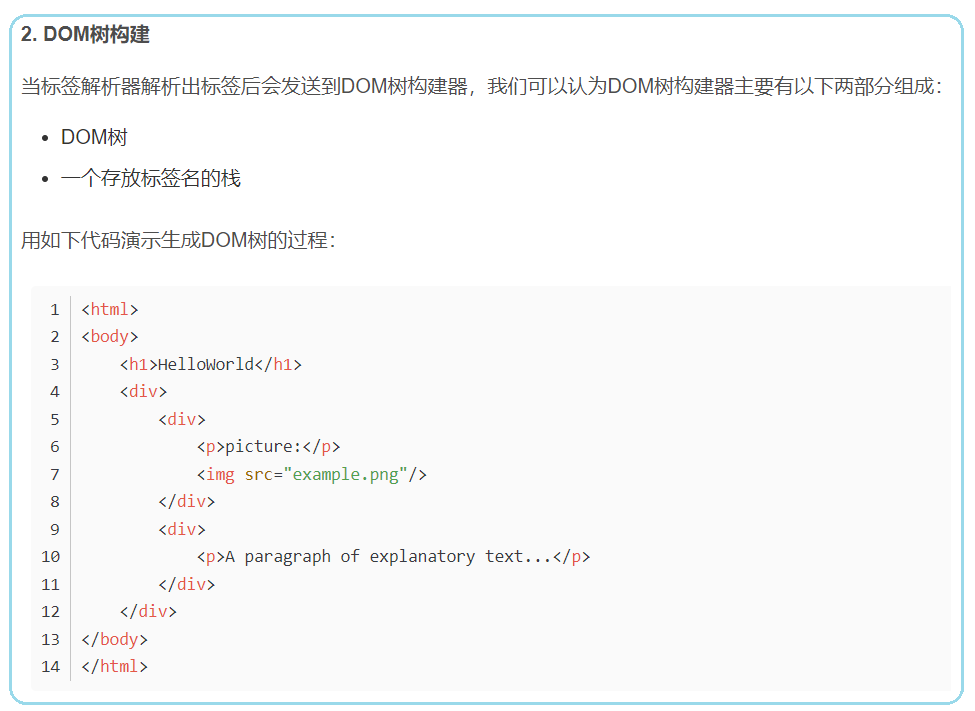 2. DOM树构建
当标签解析器解析出标签后会发送到DOM树构建器，我们可以认为DOM树构建器主要有以下两部分组成：
• DOM树
• 一个存放标签名的栈
用如下代码演示生成DOM树的过程：
1 <html>
2 <body>
3     <h1>HelloWorld</h1>
4     <div>
5         <div>
6             <p>picture:</p>
7             <img src="example.png"/>
8         </div>
9         <div>
10             <p>A paragraph of explanatory text...</p>
11         </div>
12     </div>
13 </body>
14 </html>